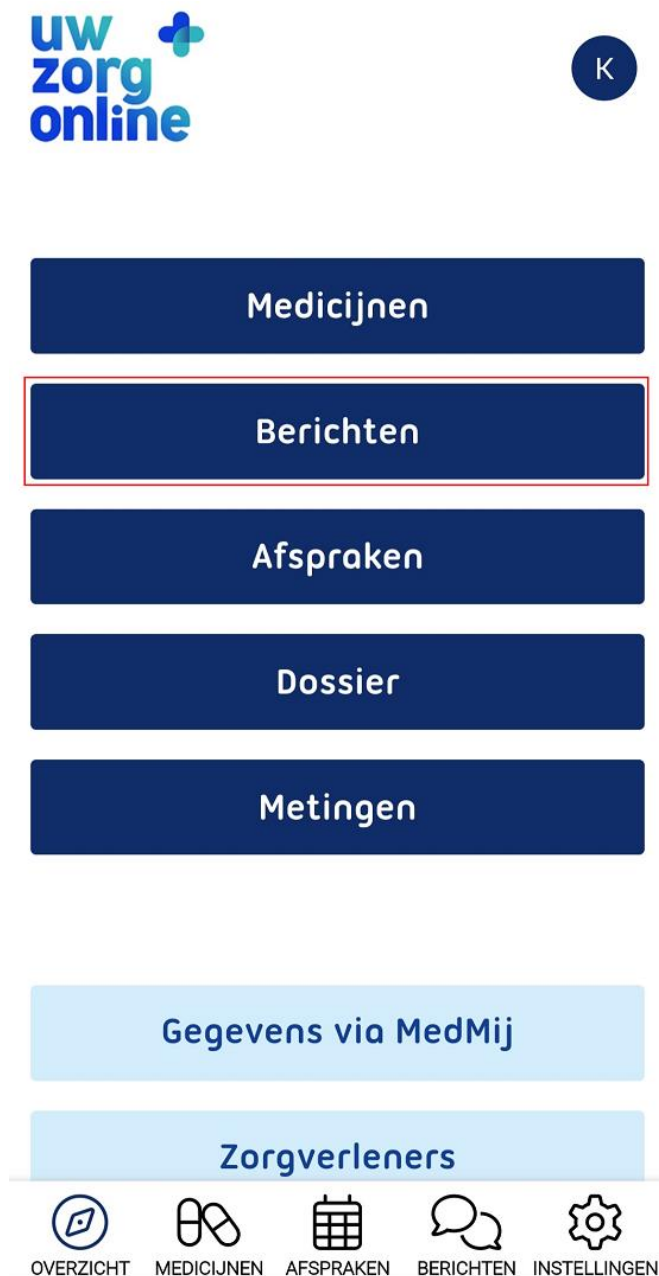 uw
zorg
online
K
Medicijnen
Berichten
Afspraken
Dossier
Metingen
Gegevens via MedMij
Zorgverleners
OVERZICHT MEDICIJNEN AFSPRAKEN BERICHTEN INSTELLINGEN